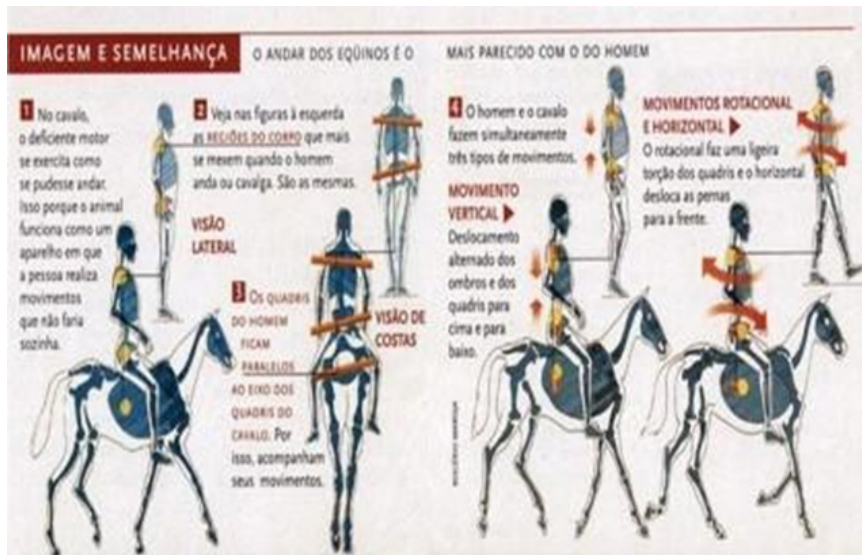 IMAGEM E SEMELHANÇA
O ANDAR DOS EQÜINOS É O MAIS PARECIDO COM O DO HOMEM
1 No cavalo,
o deficiente motor
se exercita como
se pudesse andar.
Isso porque o animal
funciona como um
aparelho em que
a pessoa realiza
movimentos
que não faria
sozinha.
2 Veja nas figuras à esquerda
as REGIÕES DO CORPO que mais
se mexem quando o homem
anda ou cavalga. São as mesmas.
VISÃO
LATERAL
3 OS QUADRIS
DO HOMEM
FICAM
PARALELOS
AO EIXO DOS
QUADRIS DO
CAVALO. Por
isso, acompanham
seus movimentos.
VISÃO DE
COSTAS
4 O homem e o cavalo
fazem simultaneamente
três tipos de movimentos.
MOVIMENTO
VERTICAL
Deslocamento
alternado dos
ombros e dos
quadris para
cima e para
baixo.
MOVIMENTOS ROTACIONAL
E HORIZONTAL
O rotacional faz uma ligeira
torção dos quadris e o horizontal
desloca as pernas
para a frente.